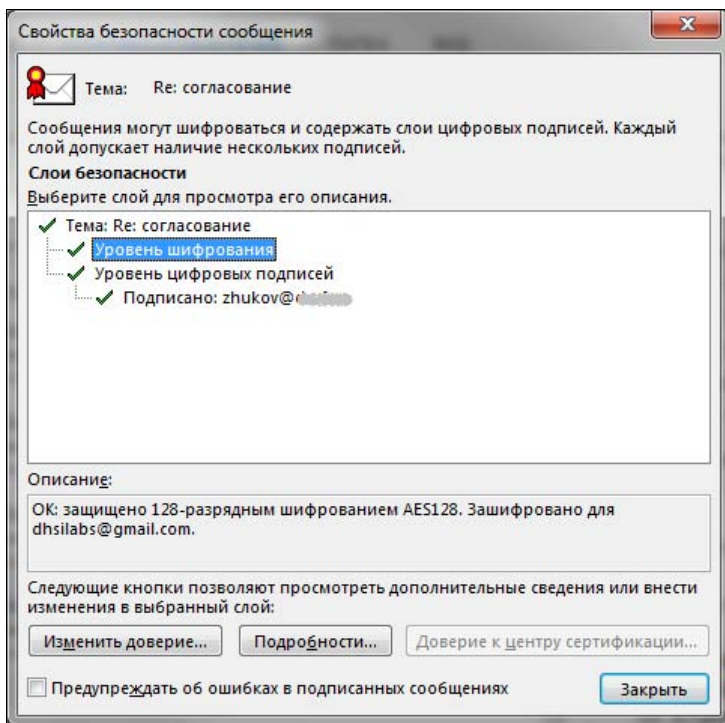 Свойства безопасности сообщения
Тема: Re: согласование
Сообщения могут шифроваться и содержать слои цифровых подписей. Каждый
слой допускает наличие нескольких подписей.
Слои безопасности
Выберите слой для просмотра его описания.
Тема: Re: согласование
Уровень шифрования
Уровень цифровых подписей
Подписано: zhukov@
Описание:
ОК: защищено 128-разрядным шифрованием AES128. Зашифровано для
dhsilabs@gmail.com.
Следующие кнопки позволяют просмотреть дополнительные сведения или внести
изменения в выбранный слой:
Изменить доверие... Подробности... Доверие к центру сертификации...
Предупреждать об ошибках в подписанных сообщениях Закрыть